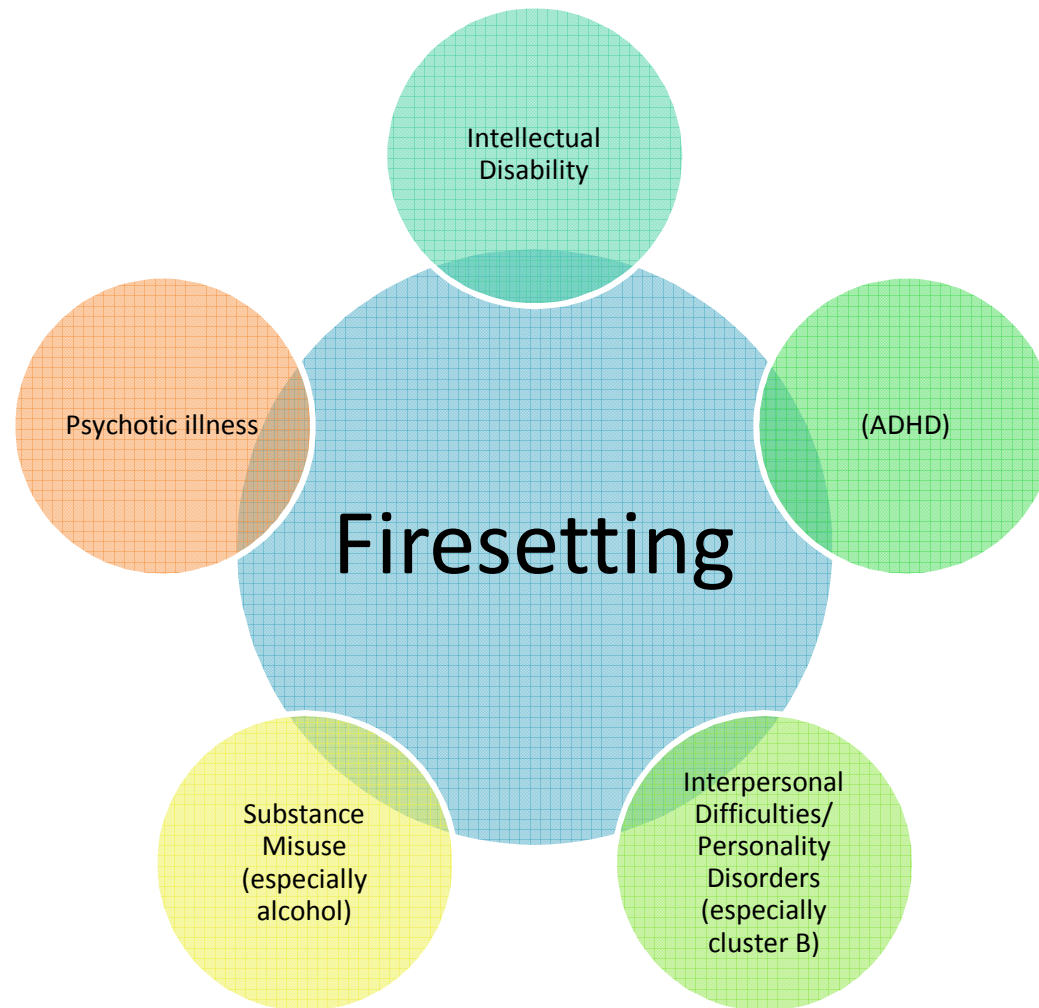 Intellectual
Disability
Psychotic illness
(ADHD)
Firesetting
Substance
Misuse
(especially
alcohol)
Interpersonal
Difficulties/
Personality
Disorders
(especially
cluster B)